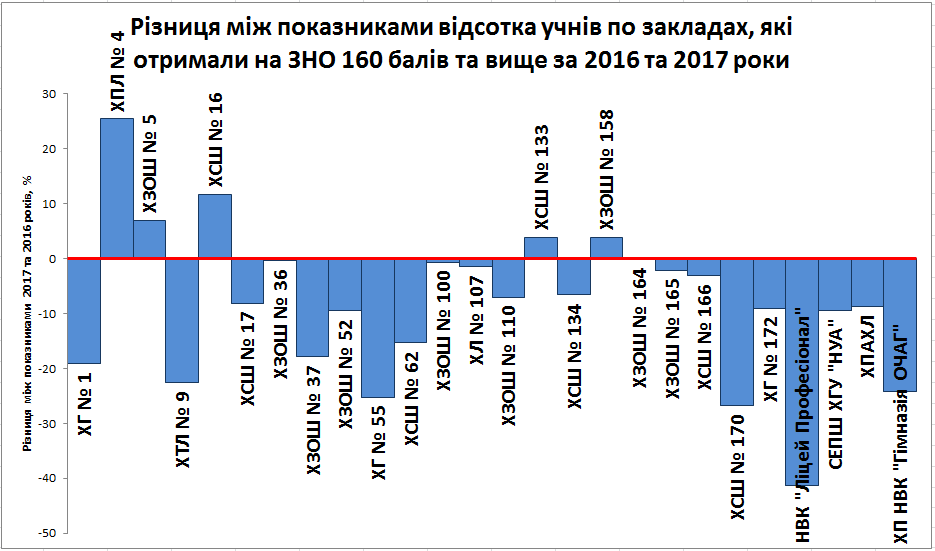 Різниця між показниками відсотка учнів по закладах, які
отримали на ЗНО 160 балів та вище за 2016 та 2017 роки
Різниця між показниками 2017 та 2016 років, %
30
20
10
0
-10
-20
-30
-40
-50
ХГ № 1
ХПЛ № 4
ХЗОШ № 5
ХТЛ № 9
ХСШ № 16
ХСШ № 17
ХЗОШ № 36
ХЗОШ № 37
ХЗОШ № 52
ХГ № 55
ХСШ № 62
ХЗОШ № 100
ХЛ № 107
ХЗОШ № 110
ХСШ № 133
ХСШ № 134
ХЗОШ № 158
ХЗОШ № 164
ХЗОШ № 165
ХСШ № 166
ХСШ № 170
ХГ № 172
НВК "Ліцей Професіонал"
СЕПШ ХГУ "НУА"
ХПАХЛ
ХП НВК "Гімназія ОЧАГ"